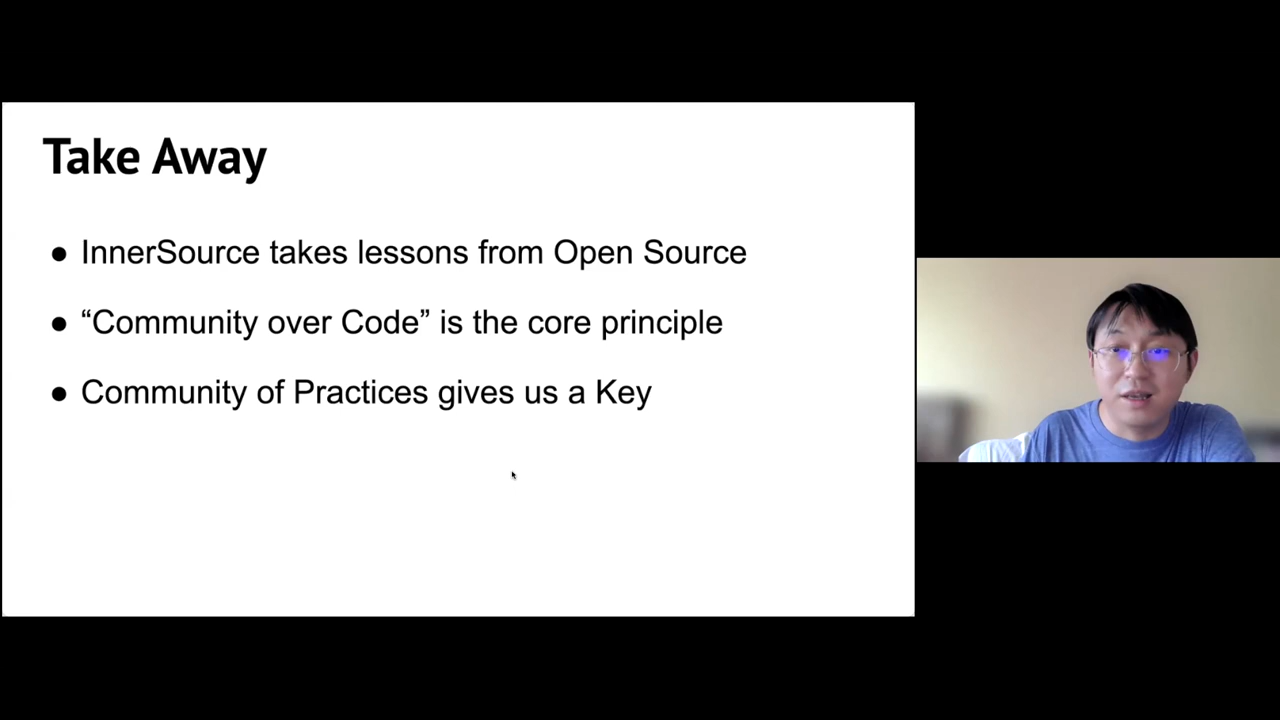 Take Away
● InnerSource takes lessons from Open Source
● “Community over Code” is the core principle
● Community of Practices gives us a Key